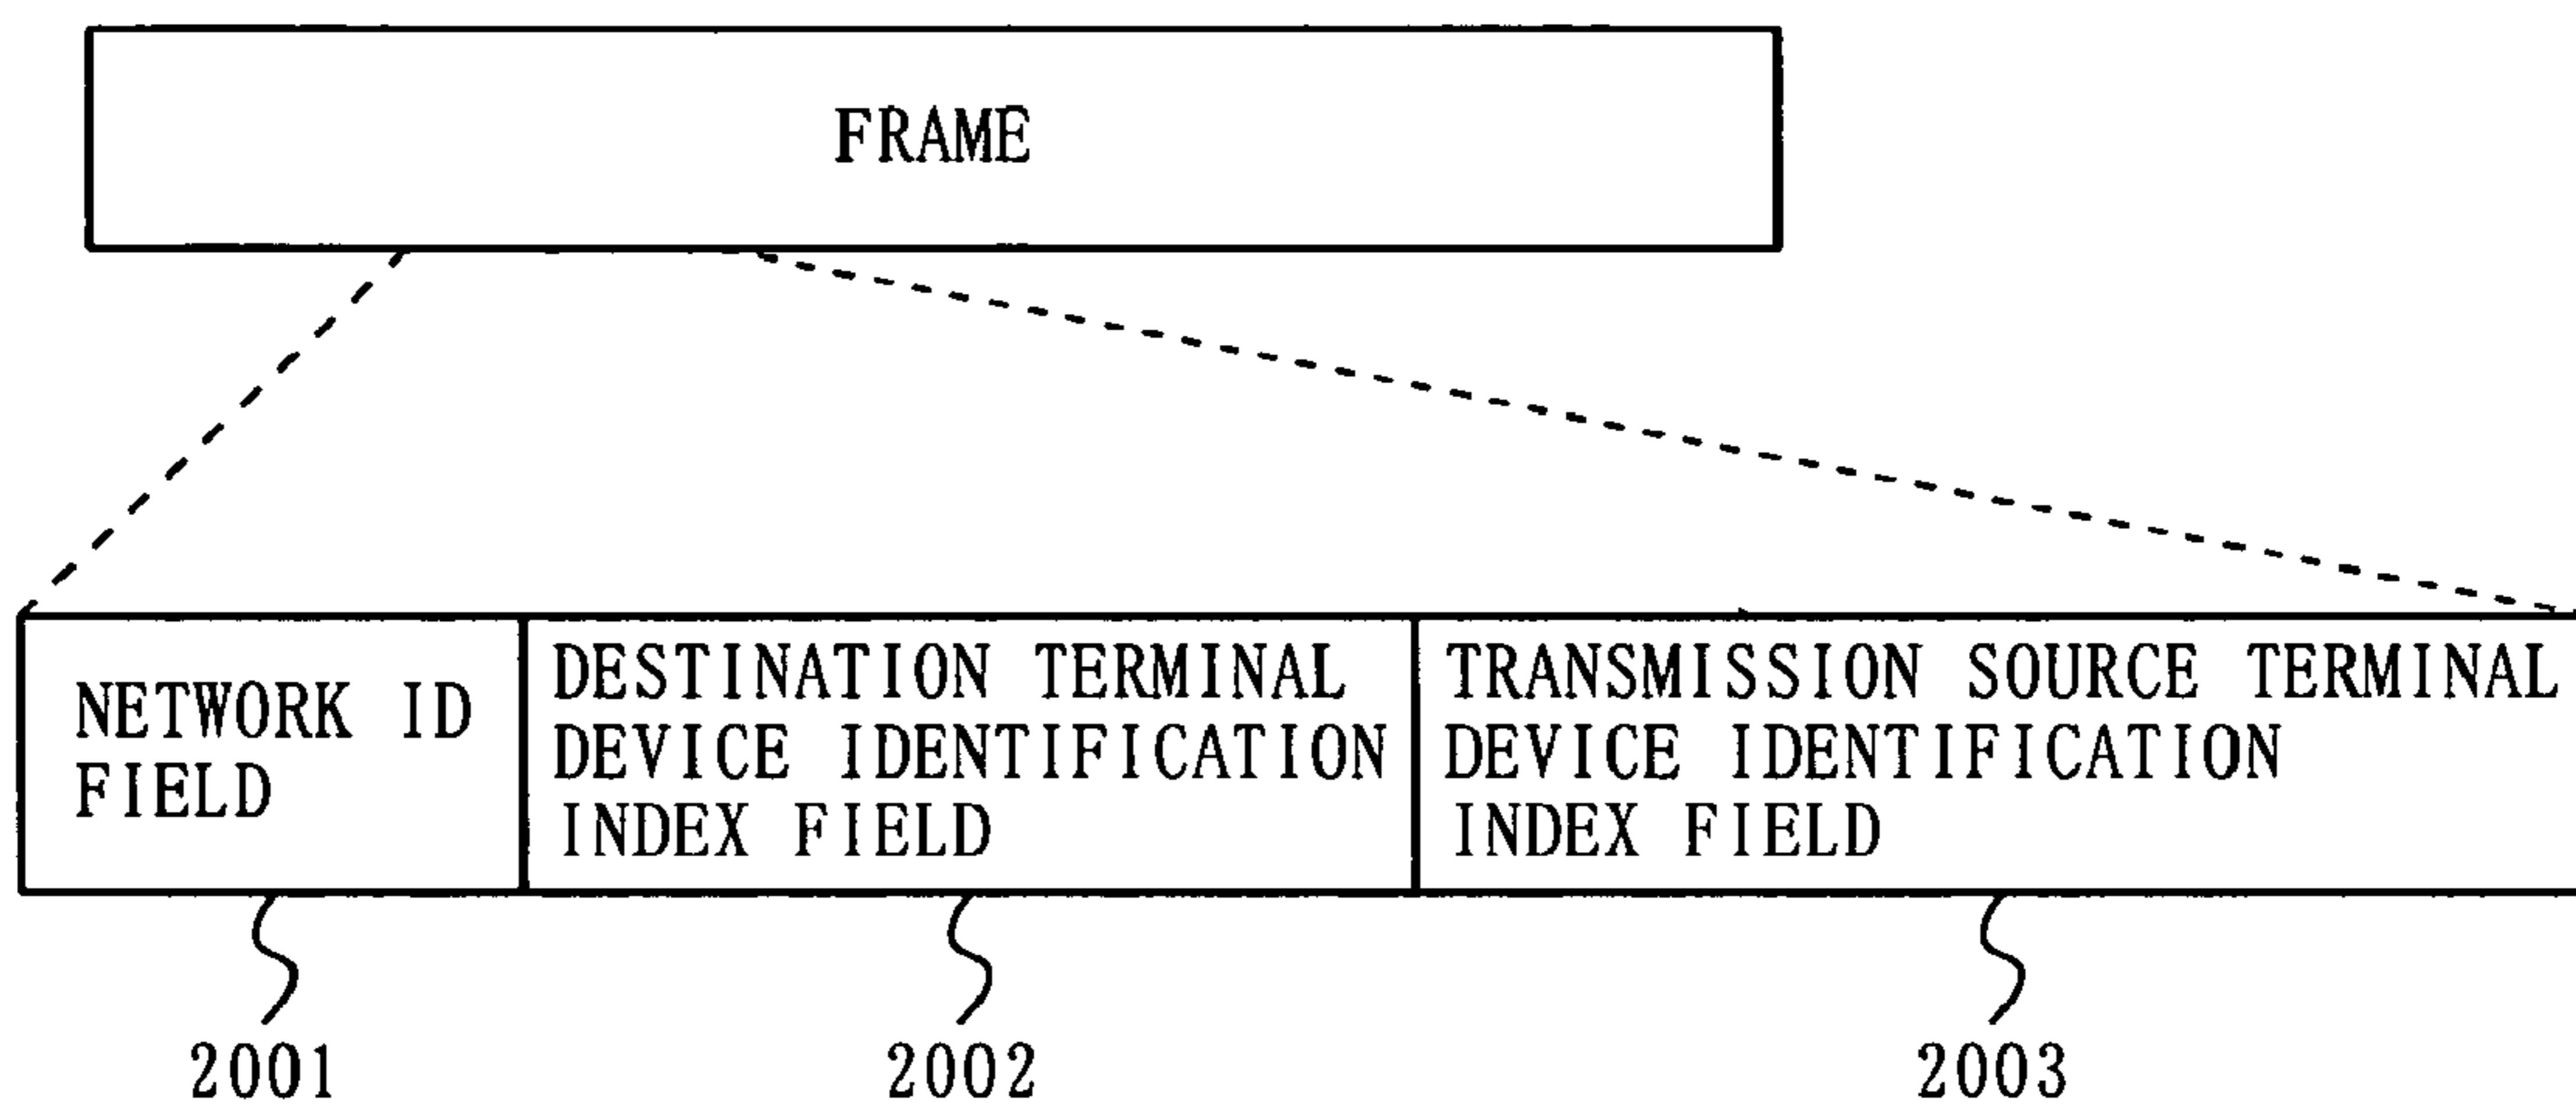 FRAME
NETWORK ID
FIELD
DESTINATION TERMINAL
DEVICE IDENTIFICATION
INDEX FIELD
TRANSMISSION SOURCE TERMINAL
DEVICE IDENTIFICATION
INDEX FIELD
2001
2002
2003